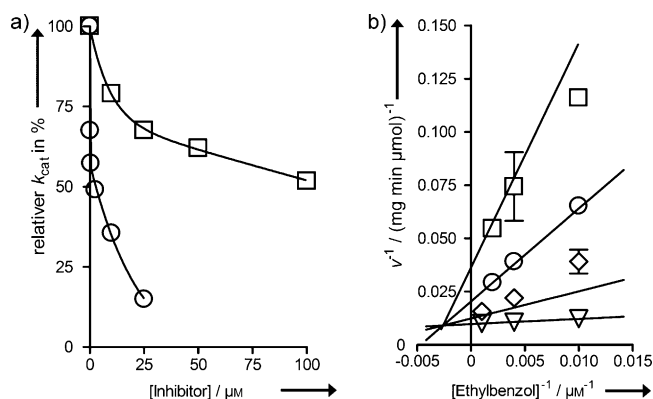 a)
relativer kcat in %
100
75
50
25
0
0 25 50 75 100
[Inhibitor] / µM
b)
v-1 / (mg min µmol)-1
0.150
0.125
0.100
0.075
0.050
0.025
0
-0.005 0 0.005 0.010 0.015
[Ethylbenzol]-1 / µM-1